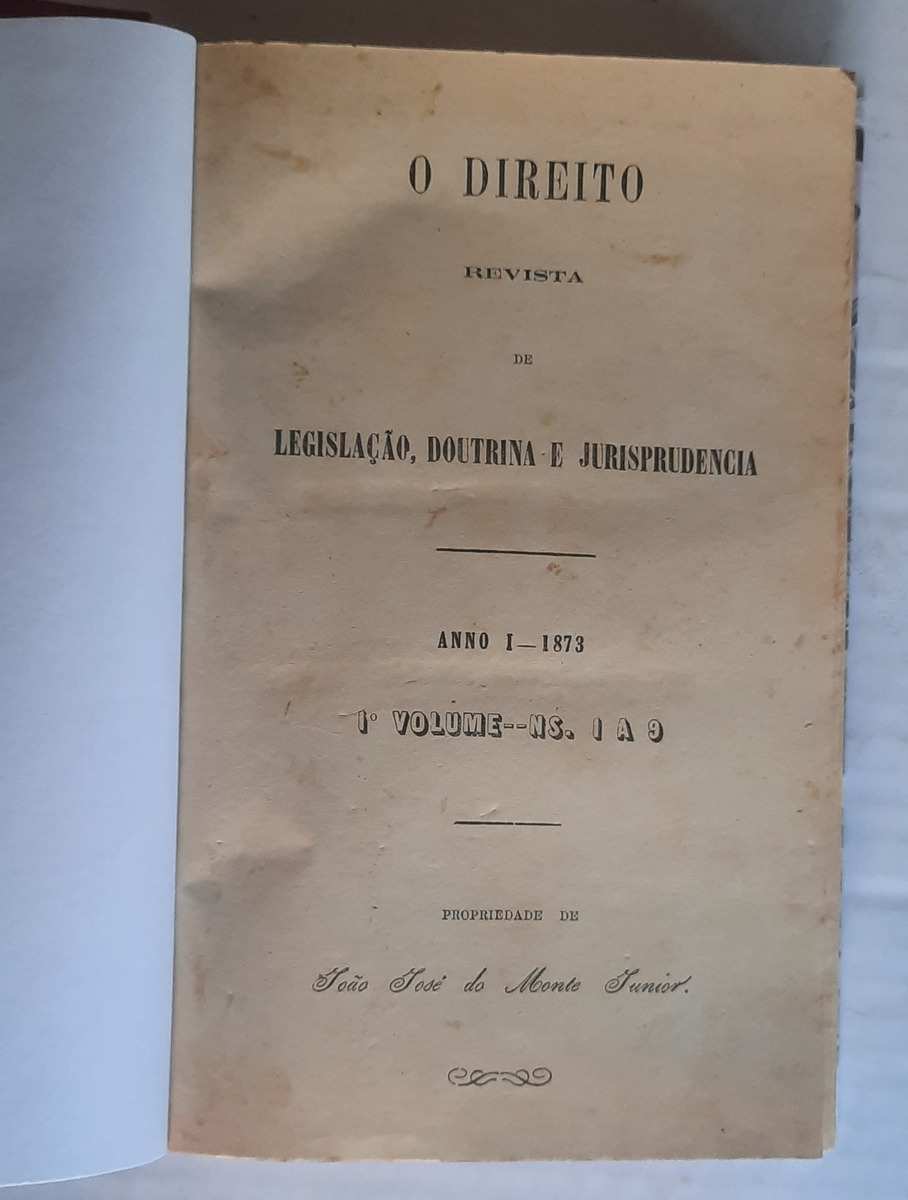 O DIREITO
REVISTA
DE
LEGISLAÇÃO, DOUTRINA E JURISPRUDENCIA
ANNO I—1873
1º VOLUME--NS. 1 A 9
PROPRIEDADE DE
João José do Monte Junior.